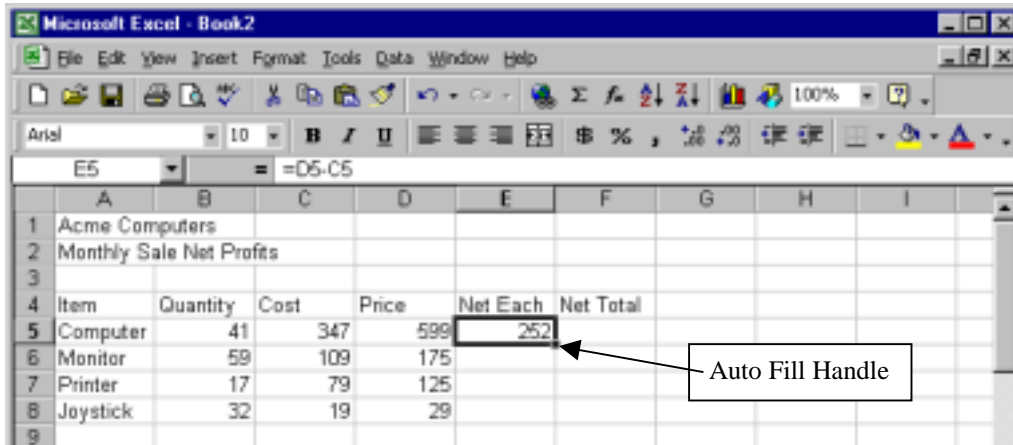 Microsoft Excel - Book2
File Edit View Insert Format Tools Data Window Help
100%
Arial 10 B I U $ % ,
E5 = =D5-C5
A B C D E F G H I
1 Acme Computers
2 Monthly Sale Net Profits
3
4 Item Quantity Cost Price Net Each Net Total
5 Computer 41 347 599 252
6 Monitor 59 109 175
7 Printer 17 79 125
8 Joystick 32 19 29
9
Auto Fill Handle